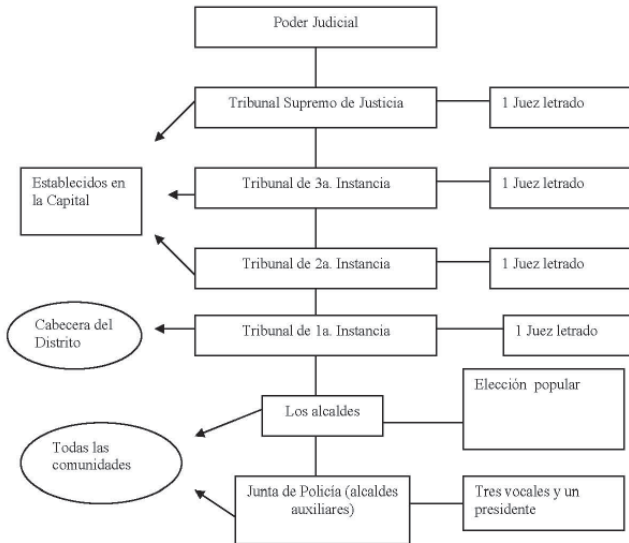 Poder Judicial
Tribunal Supremo de Justicia
1 Juez letrado
Establecidos en
la Capital
Tribunal de 3a. Instancia
1 Juez letrado
Tribunal de 2a. Instancia
1 Juez letrado
Cabecera del
Distrito
Tribunal de 1a. Instancia
1 Juez letrado
Elección popular
Los alcaldes
Todas las
comunidades
Junta de Policía (alcaldes
auxiliares)
Tres vocales y un
presidente